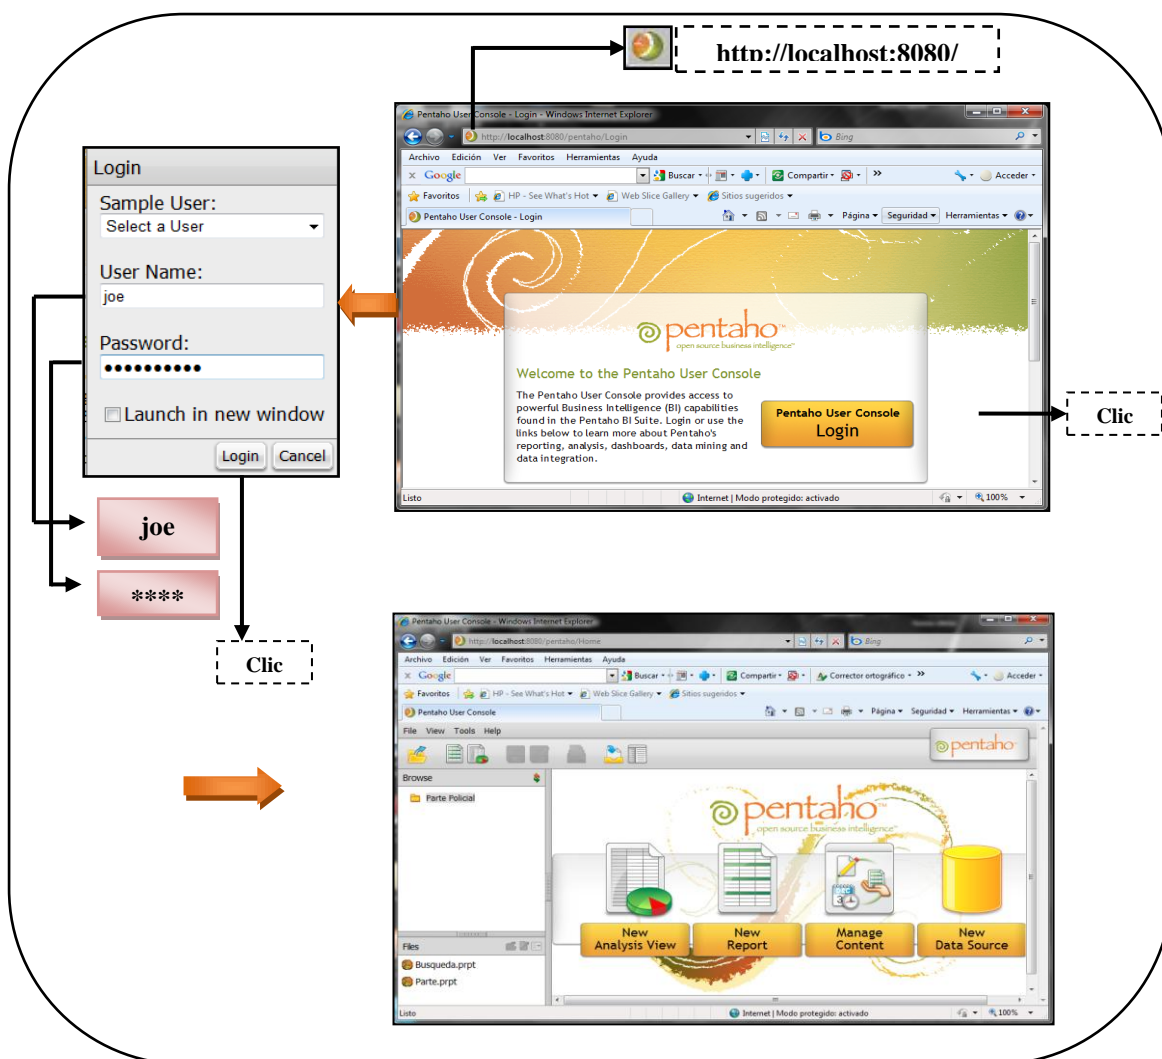 http://localhost:8080/
Pentaho User Console - Login - Windows Internet Explorer
http://localhost:8080/pentaho/Login
Bing
Archivo Edición Ver Favoritos Herramientas Ayuda
x Google Buscar Compartir >> Acceder
Favoritos HP - See What's Hot Web Slice Gallery Sitios sugeridos
Pentaho User Console - Login Página Seguridad Herramientas
pentaho™
open source business intelligence™
Welcome to the Pentaho User Console
The Pentaho User Console provides access to
powerful Business Intelligence (BI) capabilities
found in the Pentaho BI Suite. Login or use the
links below to learn more about Pentaho's
reporting, analysis, dashboards, data mining and
data integration.
Pentaho User Console
Login
Listo Internet | Modo protegido: activado 100%
Clic
Login
Sample User:
Select a User
User Name:
joe
Password:
••••••••••
Launch in new window
Login Cancel
joe
****
Clic
Pentaho User Console - Windows Internet Explorer
http://localhost:8080/pentaho/Home
Bing
Archivo Edición Ver Favoritos Herramientas Ayuda
x Google Buscar Compartir Corrector ortográfico >> Acceder
Favoritos HP - See What's Hot Web Slice Gallery Sitios sugeridos
Pentaho User Console Página Seguridad Herramientas
File View Tools Help
pentaho
Browse
Parte Policial
pentaho™
open source business intelligence™
New
Analysis View
New
Report
Manage
Content
New
Data Source
Files
Busqueda.prpt
Parte.prpt
Listo Internet | Modo protegido: activado 100%